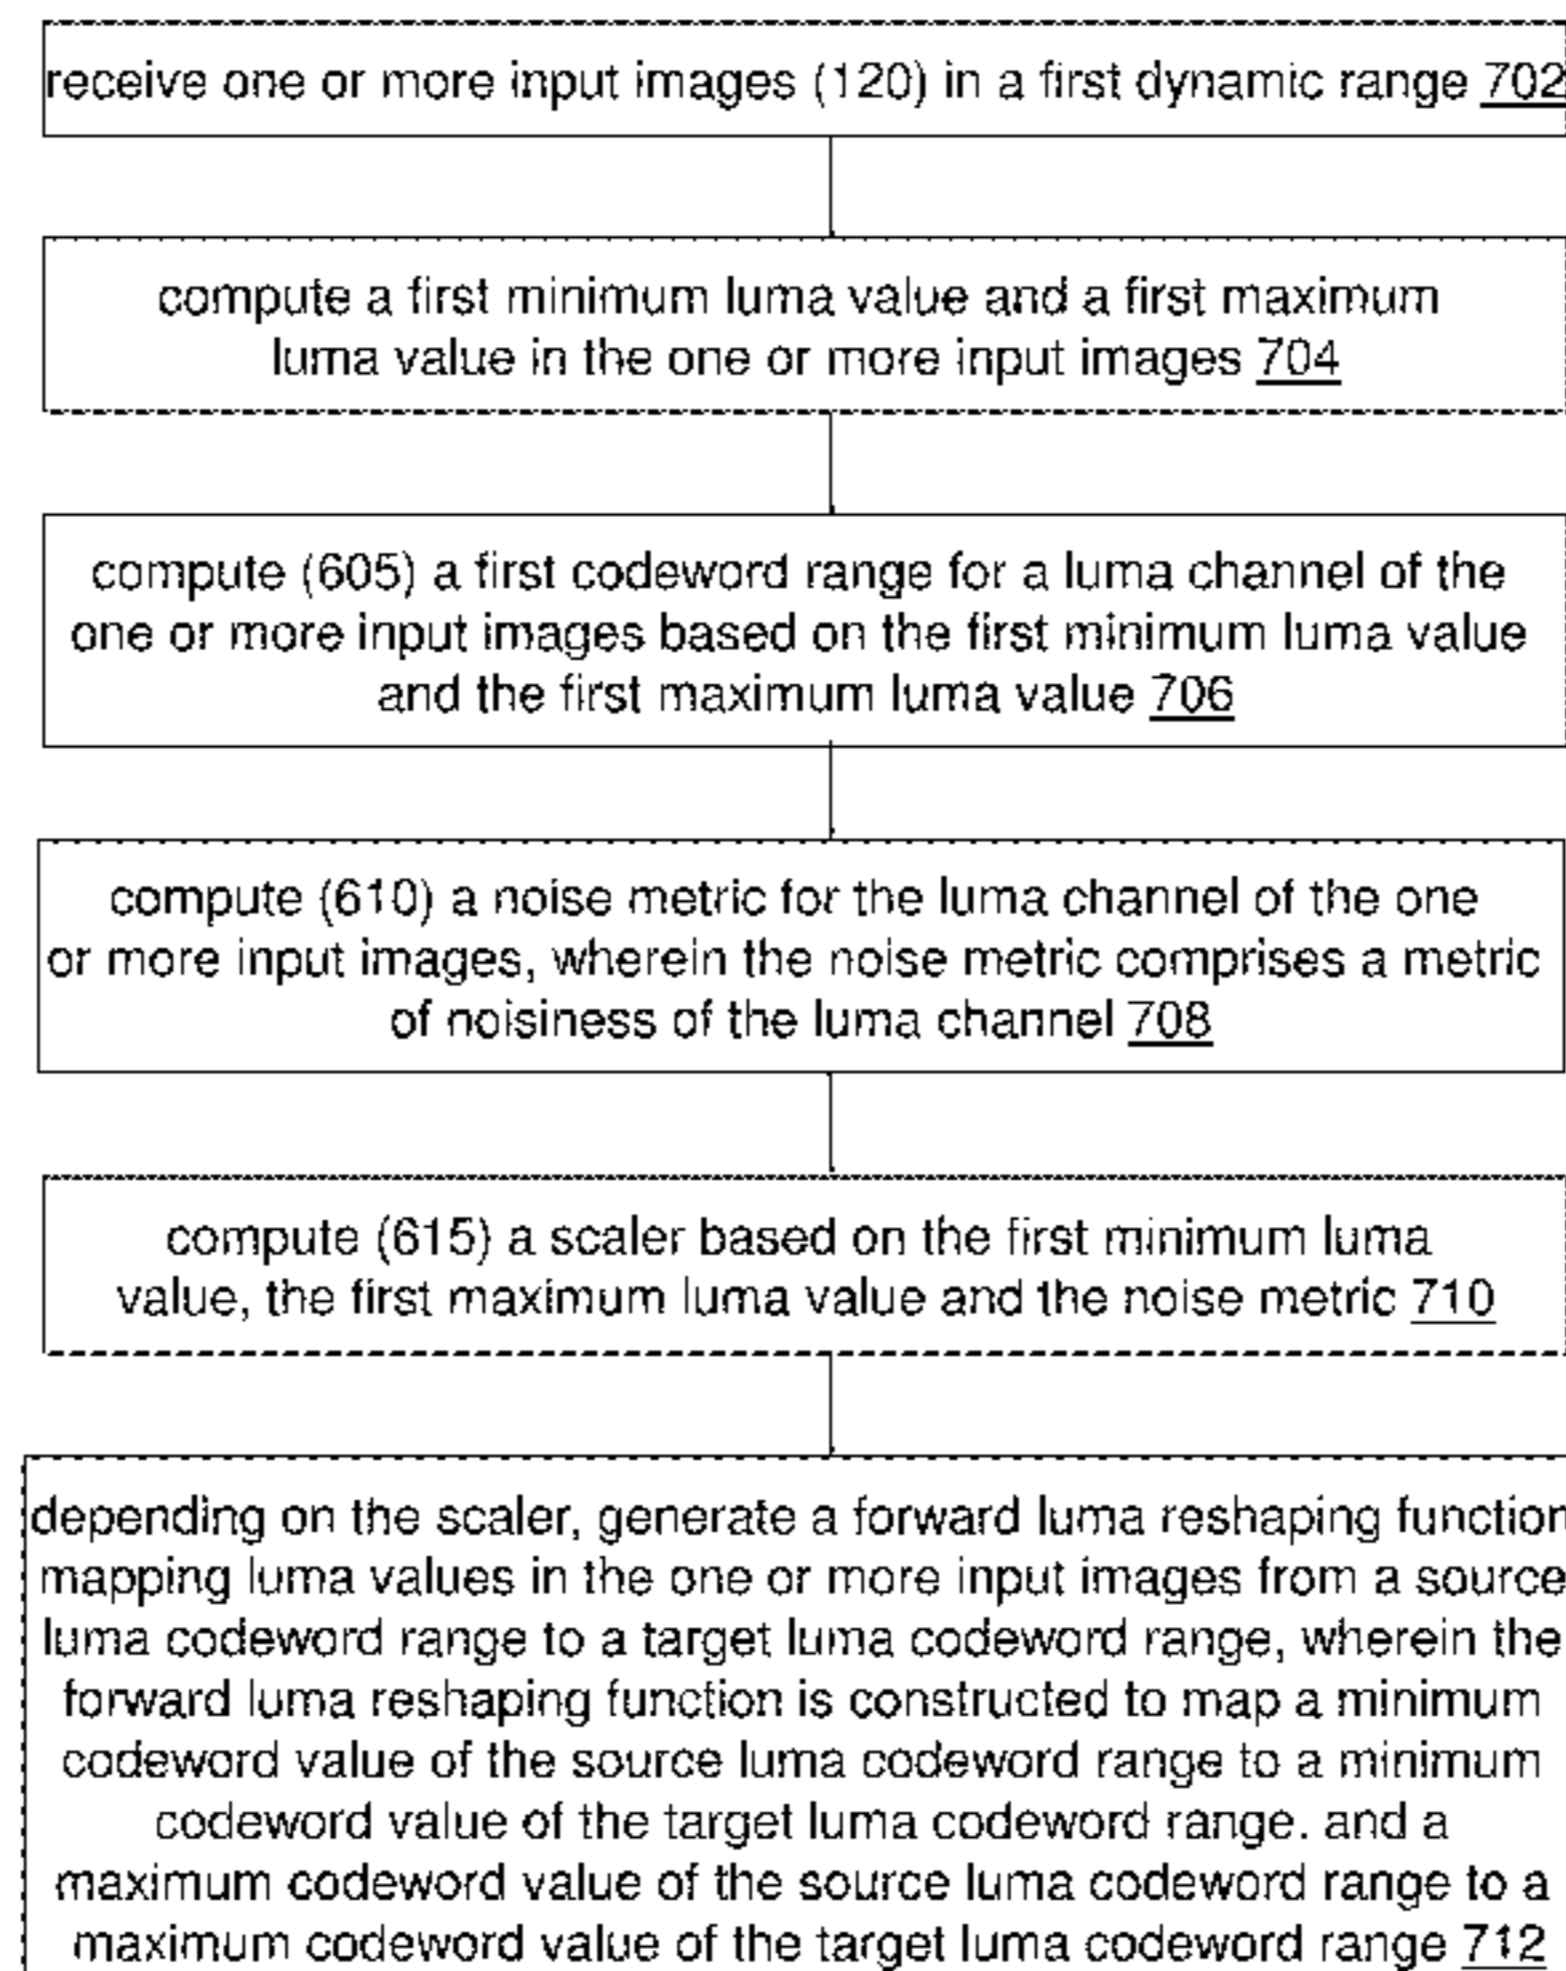 receive one or more input images (120) in a first dynamic range 702
compute a first minimum luma value and a first maximum
luma value in the one or more input images 704
compute (605) a first codeword range for a luma channel of the
one or more input images based on the first minimum luma value
and the first maximum luma value 706
compute (610) a noise metric for the luma channel of the one
or more input images, wherein the noise metric comprises a metric
of noisiness of the luma channel 708
compute (615) a scaler based on the first minimum luma
value, the first maximum luma value and the noise metric 710
depending on the scaler, generate a forward luma reshaping function
mapping luma values in the one or more input images from a source
luma codeword range to a target luma codeword range, wherein the
forward luma reshaping function is constructed to map a minimum
codeword value of the source luma codeword range to a minimum
codeword value of the target luma codeword range. and a
maximum codeword value of the source luma codeword range to a
maximum codeword value of the target luma codeword range 712